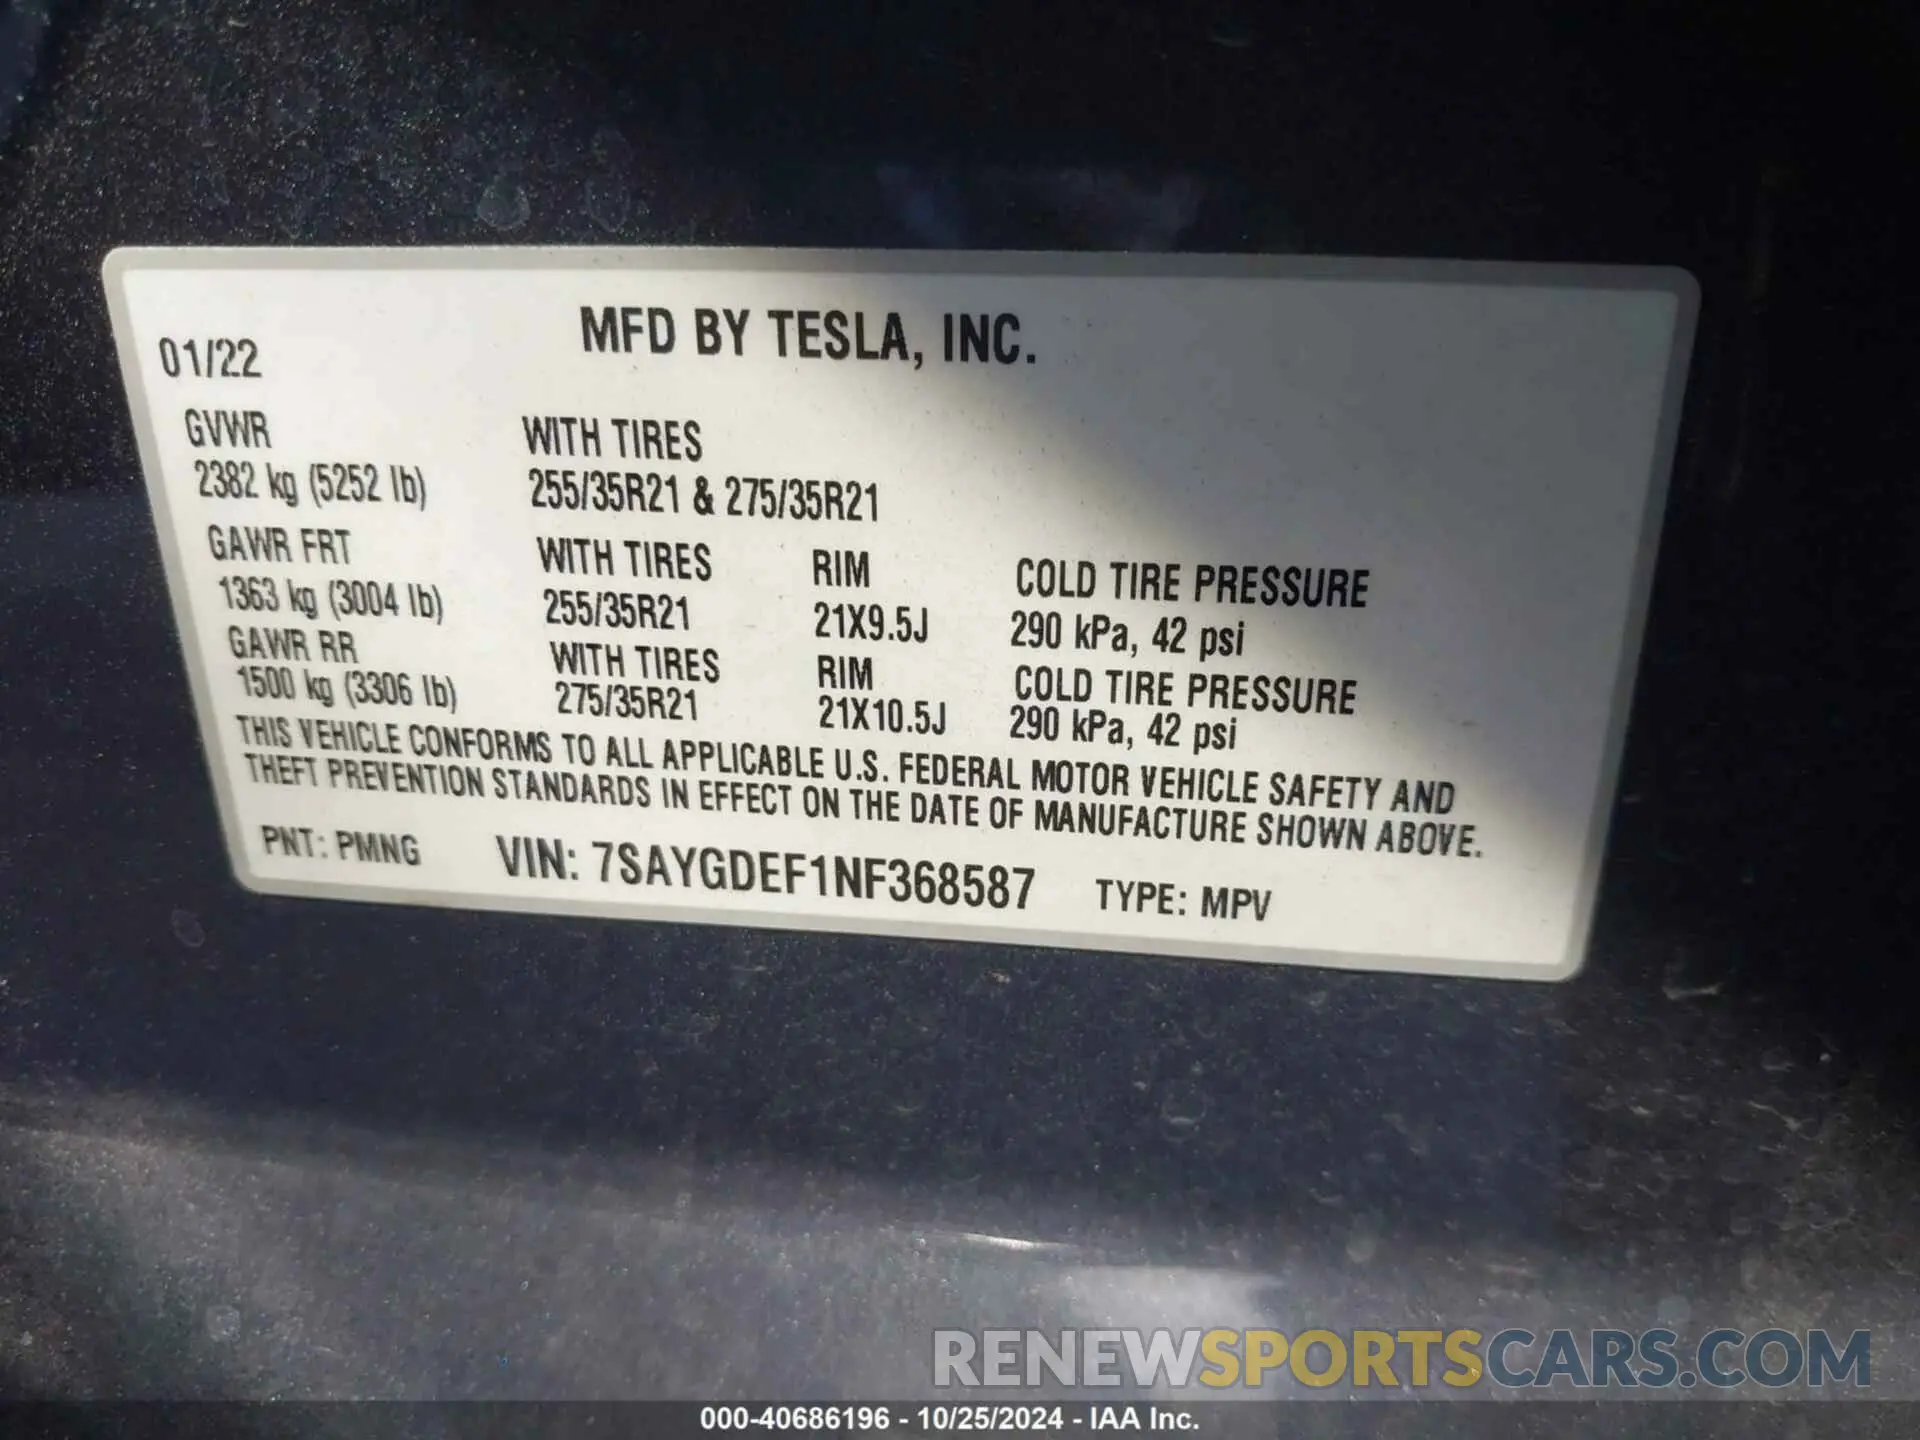 MFD BY TESLA, INC.
01/22
GVWR WITH TIRES
2382 kg (5252 lb) 255/35R21 & 275/35R21
GAWR FRT WITH TIRES RIM COLD TIRE PRESSURE
1363 kg (3004 lb) 255/35R21 21X9.5J 290 kPa, 42 psi
GAWR RR WITH TIRES RIM COLD TIRE PRESSURE
1500 kg (3306 lb) 275/35R21 21X10.5J 290 kPa, 42 psi
THIS VEHICLE CONFORMS TO ALL APPLICABLE U.S. FEDERAL MOTOR VEHICLE SAFETY AND
THEFT PREVENTION STANDARDS IN EFFECT ON THE DATE OF MANUFACTURE SHOWN ABOVE.
PNT: PMNG VIN: 7SAYGDEF1NF368587 TYPE: MPV
RENEWSPORTSCARS.COM
000-40686196 - 10/25/2024 - IAA Inc.